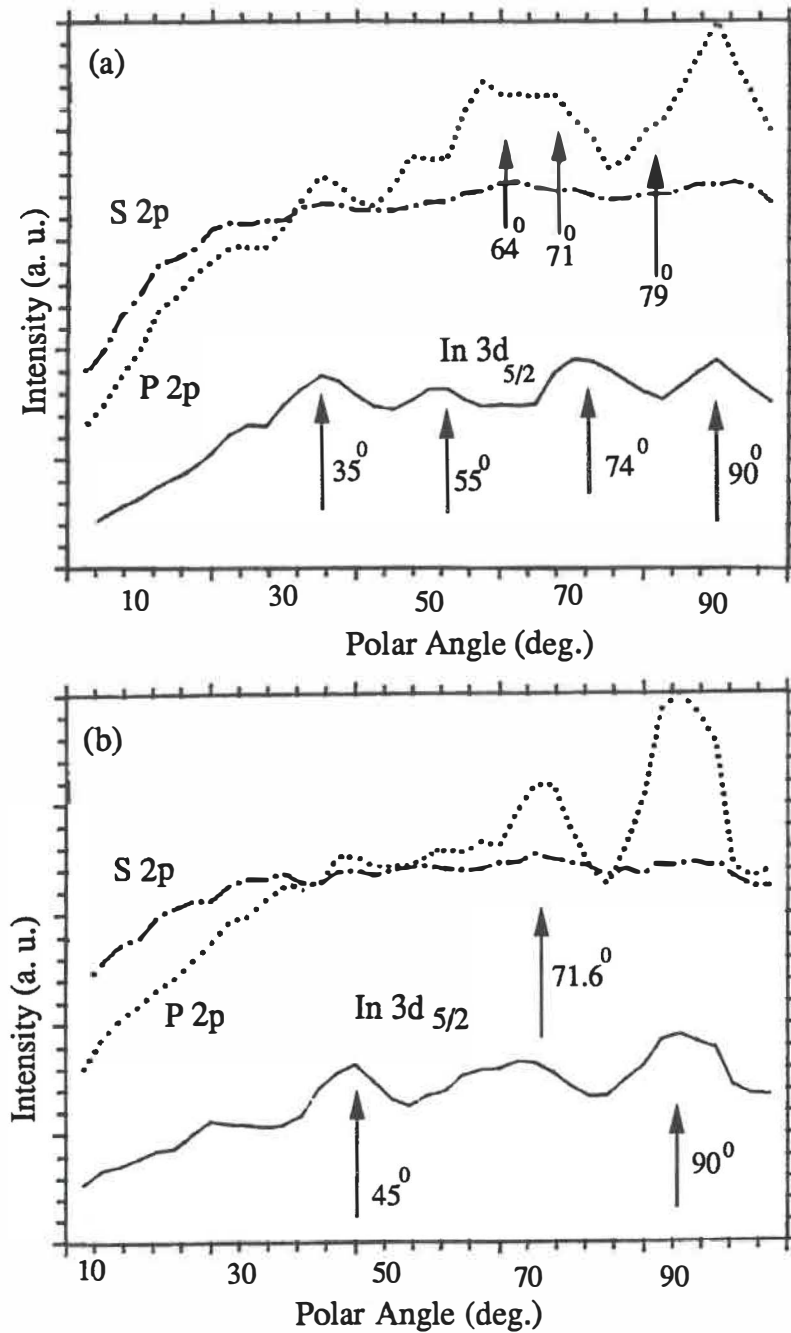 (a)
S 2p
P 2p
In 3d 5/2
64⁰
71⁰
79⁰
35⁰
55⁰
74⁰
90⁰
Intensity (a. u.)
10 30 50 70 90
Polar Angle (deg.)
(b)
S 2p
P 2p
In 3d 5/2
71.6⁰
45⁰
90⁰
Intensity (a. u.)
10 30 50 70 90
Polar Angle (deg.)